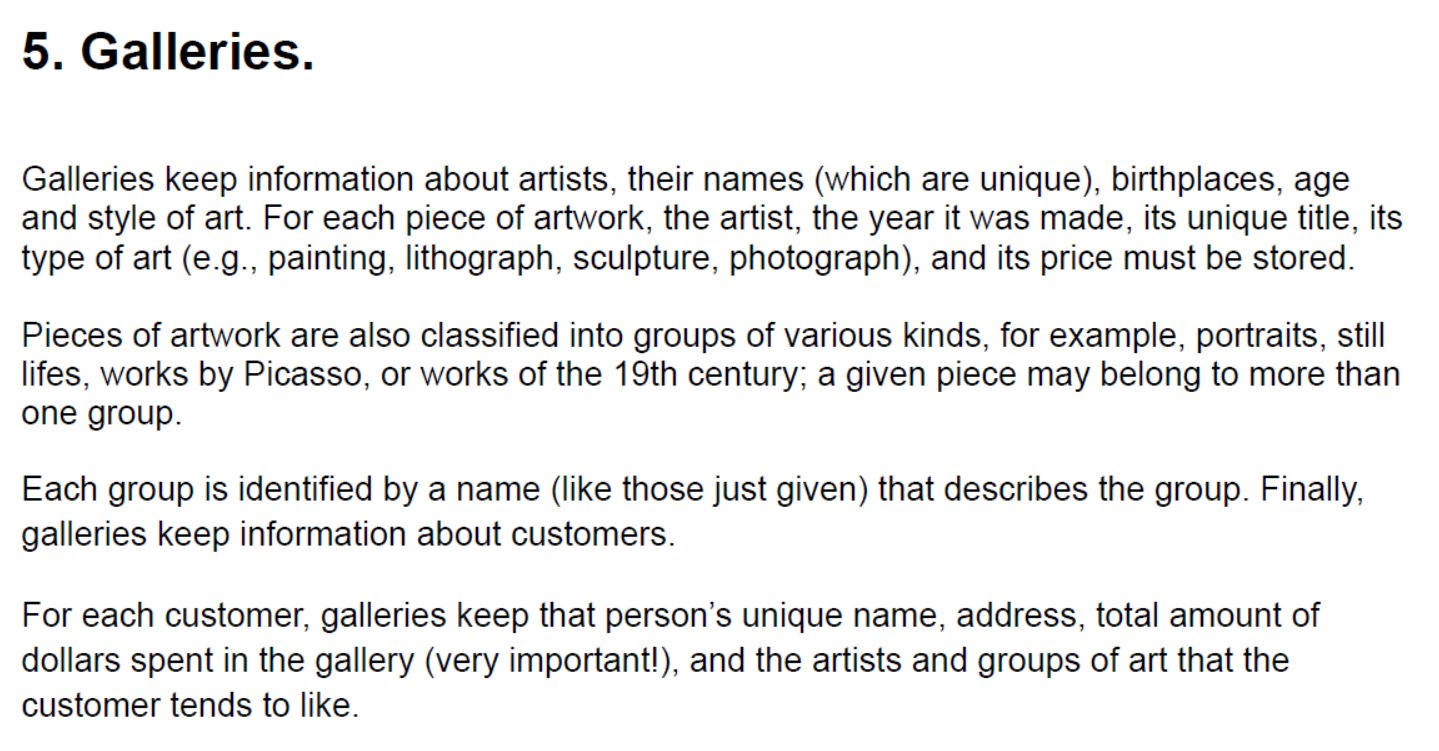 5. Galleries.
Galleries keep information about artists, their names (which are unique), birthplaces, age
and style of art. For each piece of artwork, the artist, the year it was made, its unique title, its
type of art (e.g., painting, lithograph, sculpture, photograph), and its price must be stored.
Pieces of artwork are also classified into groups of various kinds, for example, portraits, still
lifes, works by Picasso, or works of the 19th century; a given piece may belong to more than
one group.
Each group is identified by a name (like those just given) that describes the group. Finally,
galleries keep information about customers.
For each customer, galleries keep that person’s unique name, address, total amount of
dollars spent in the gallery (very important!), and the artists and groups of art that the
customer tends to like.